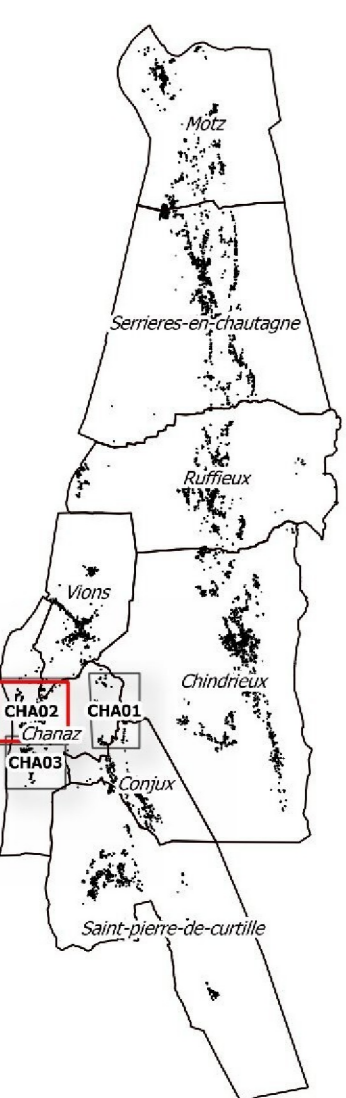 Motz
Serrieres-en-chautagne
Ruffieux
Vions
Chindrieux
CHA02
CHA01
Chanaz
CHA03
Conjux
Saint-pierre-de-curtille